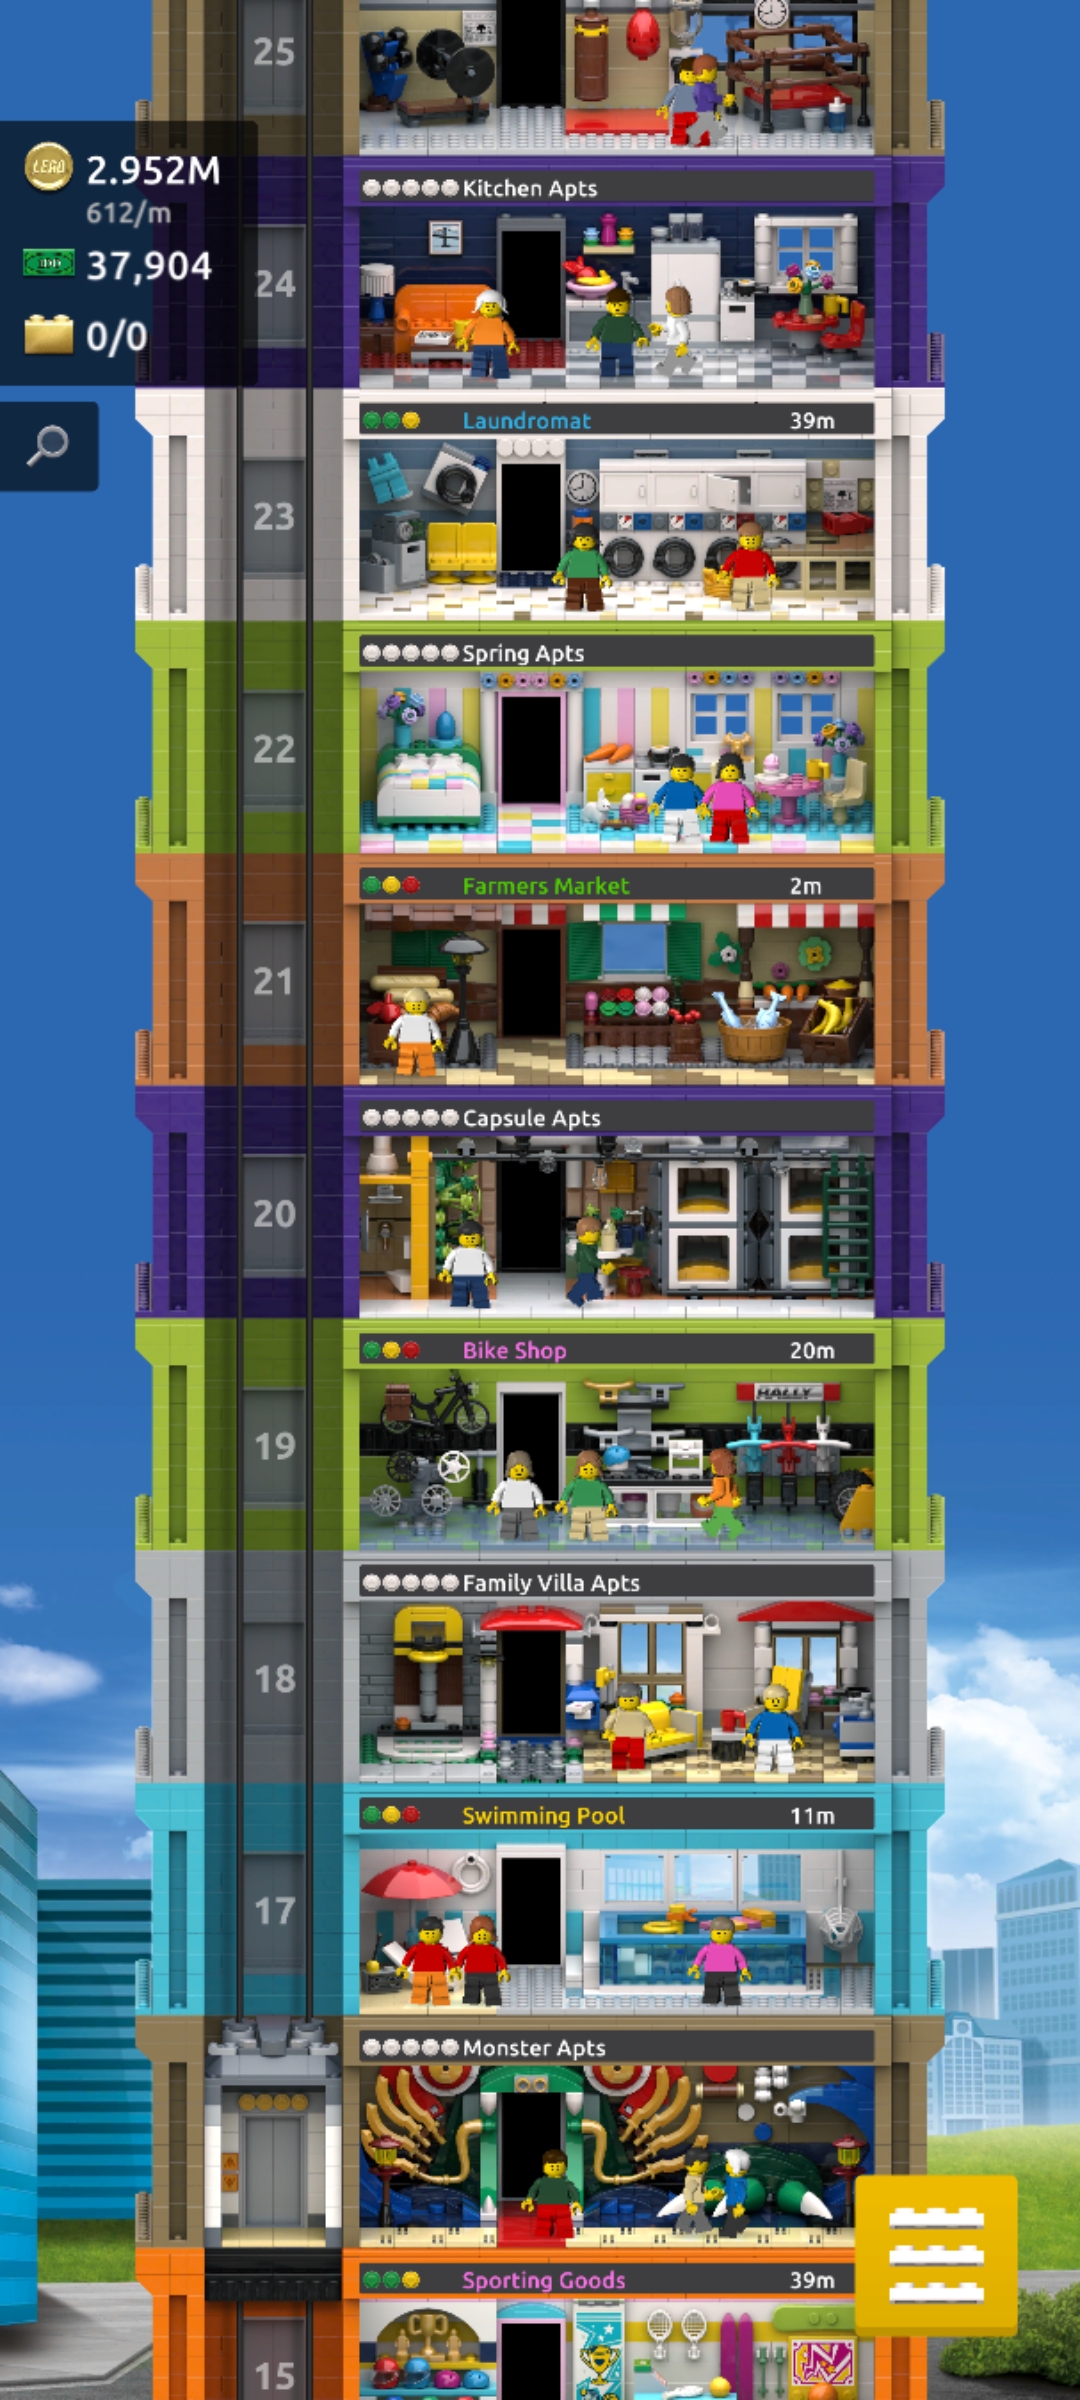 25
LEGO
2.952M
612/m
37,904
0/0
Kitchen Apts
24
Laundromat 39m
23
Spring Apts
22
Farmers Market 2m
21
Capsule Apts
20
Bike Shop 20m
HALLY
19
Family Villa Apts
18
Swimming Pool 11m
17
Monster Apts
Sporting Goods 39m
15